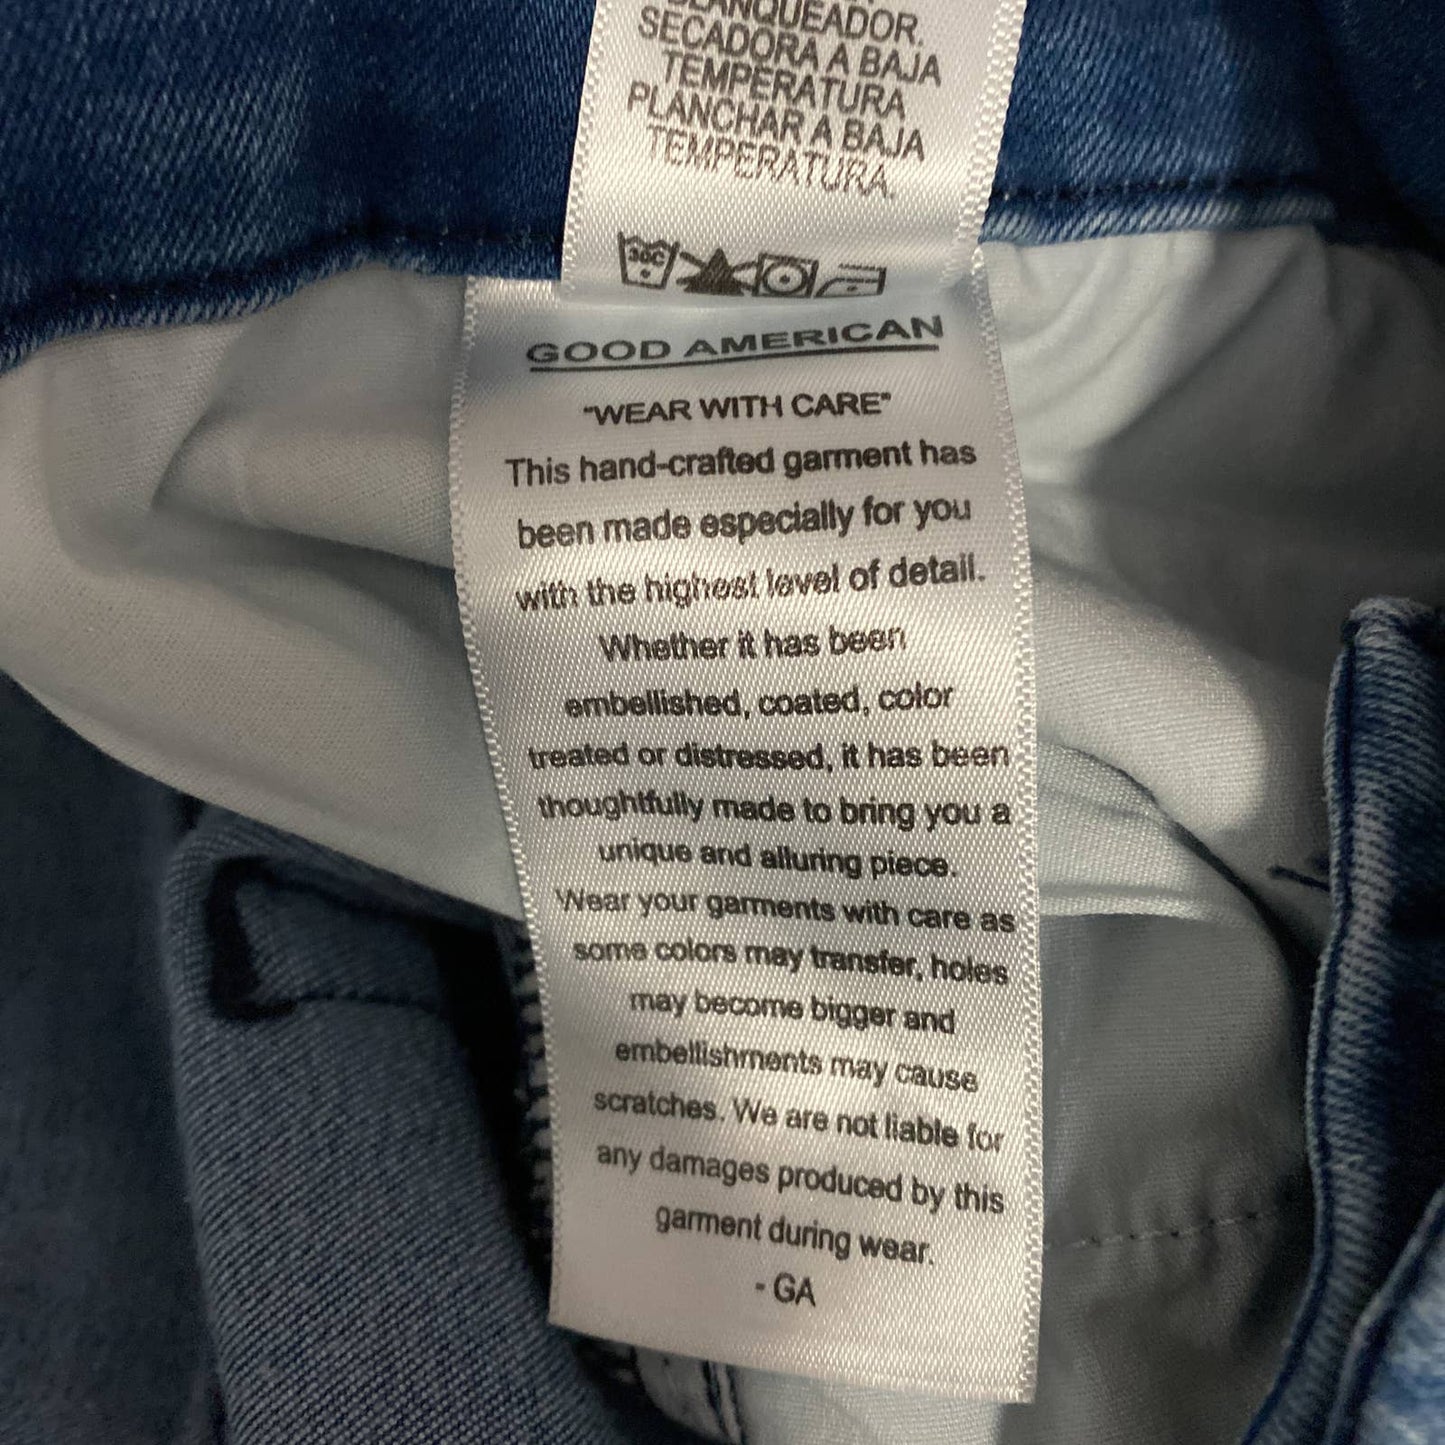 BLANQUEADOR.
SECADORA A BAJA
TEMPERATURA
PLANCHAR A BAJA
TEMPERATURA.
30C
GOOD AMERICAN
"WEAR WITH CARE"
This hand-crafted garment has
been made especially for you
with the highest level of detail.
Whether it has been
embellished, coated, color
treated or distressed, it has been
thoughtfully made to bring you a
unique and alluring piece.
Wear your garments with care as
some colors may transfer, holes
may become bigger and
embellishments may cause
scratches. We are not liable for
any damages produced by this
garment during wear.
- GA